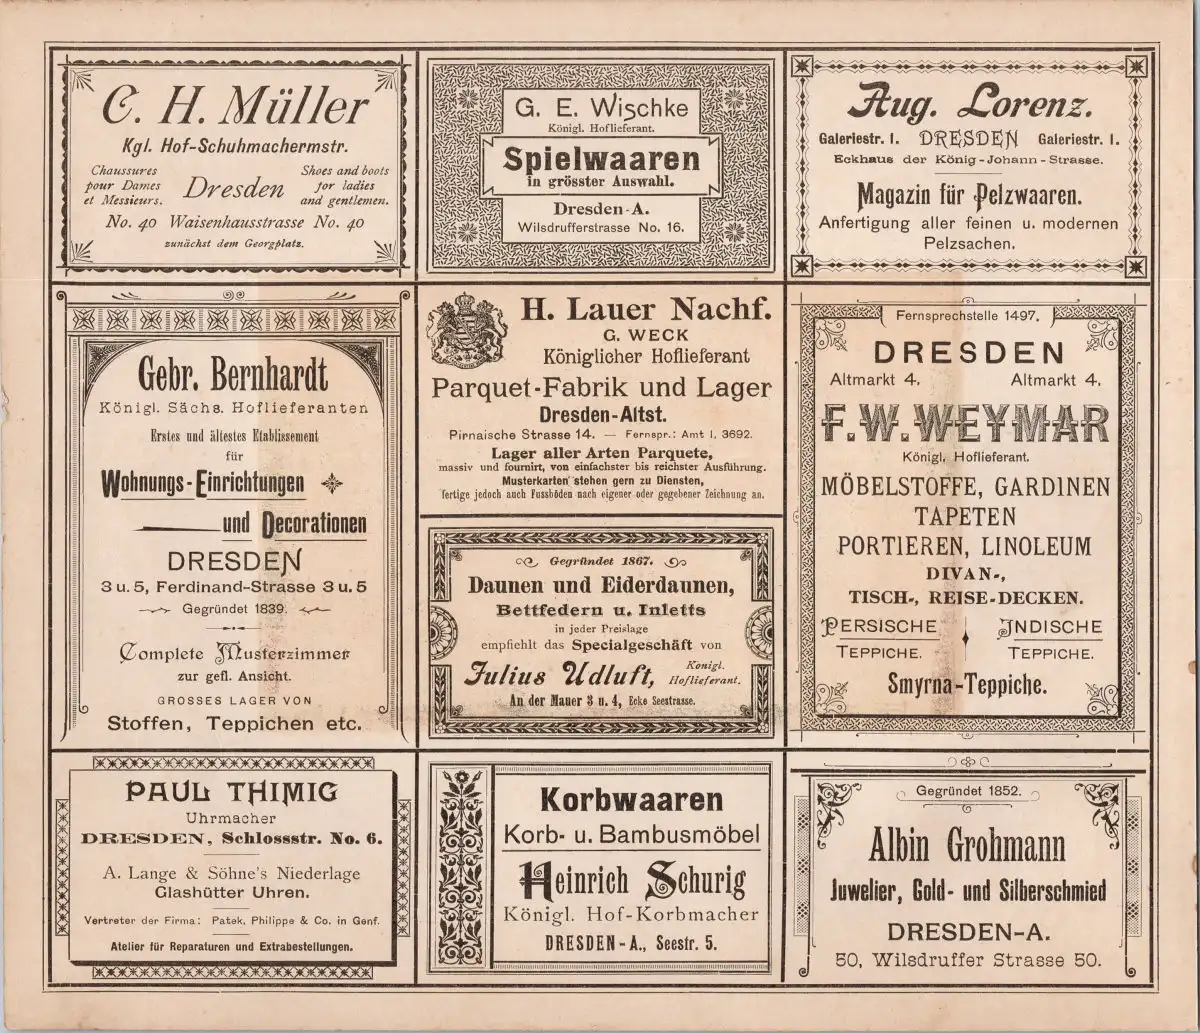 C. H. Müller
Kgl. Hof-Schuhmachermstr.
Chaussures
pour Dames
et Messieurs.
Dresden
Shoes and boots
for ladies
and gentlemen.
No. 40 Waisenhausstrasse No. 40
zunächst dem Georgplatz.
G. E. Wischke
Königl. Hoflieferant.
Spielwaaren
in grösster Auswahl.
Dresden-A.
Wilsdrufferstrasse No. 16.
Aug. Lorenz.
Galeriestr. 1. DRESDEN Galeriestr. 1.
Eckhaus der König-Johann-Strasse.
Magazin für Pelzwaaren.
Anfertigung aller feinen u. modernen
Pelzsachen.
Gebr. Bernhardt
Königl. Sächs. Hoflieferanten
Erstes und ältestes Etablissement
für
Wohnungs-Einrichtungen
und Decorationen
DRESDEN
3 u. 5, Ferdinand-Strasse 3 u. 5
Gegründet 1839.
Complete Musterzimmer
zur gefl. Ansicht.
GROSSES LAGER VON
Stoffen, Teppichen etc.
H. Lauer Nachf.
G. WECK
Königlicher Hoflieferant
Parquet-Fabrik und Lager
Dresden-Altst.
Pirnaische Strasse 14. — Fernspr.: Amt I, 3692.
Lager aller Arten Parquete,
massiv und fournirt, von einfachster bis reichster Ausführung.
Musterkarten stehen gern zu Diensten,
fertige jedoch auch Fussböden nach eigener oder gegebener Zeichnung an.
Gegründet 1867.
Daunen und Eiderdaunen,
Bettfedern u. Inletts
in jeder Preislage
empfiehlt das Specialgeschäft von
Julius Udluft, Königl.
Hoflieferant.
An der Mauer 3 u. 4, Ecke Seestrasse.
Fernsprechstelle 1497.
DRESDEN
Altmarkt 4. Altmarkt 4.
F. W. WEYMAR
Königl. Hoflieferant.
MÖBELSTOFFE, GARDINEN
TAPETEN
PORTIEREN, LINOLEUM
DIVAN-,
TISCH-, REISE-DECKEN.
PERSISCHE
TEPPICHE.
INDISCHE
TEPPICHE.
Smyrna-Teppiche.
PAUL THIMIG
Uhrmacher
DRESDEN, Schlossstr. No. 6.
A. Lange & Söhne's Niederlage
Glashütter Uhren.
Vertreter der Firma: Patek, Philippe & Co. in Genf.
Atelier für Reparaturen und Extrabestellungen.
Korbwaaren
Korb- u. Bambusmöbel
Heinrich Schurig
Königl. Hof-Korbmacher
DRESDEN-A., Seestr. 5.
Gegründet 1852.
Albin Grohmann
Juwelier, Gold- und Silberschmied
DRESDEN-A.
50, Wilsdruffer Strasse 50.